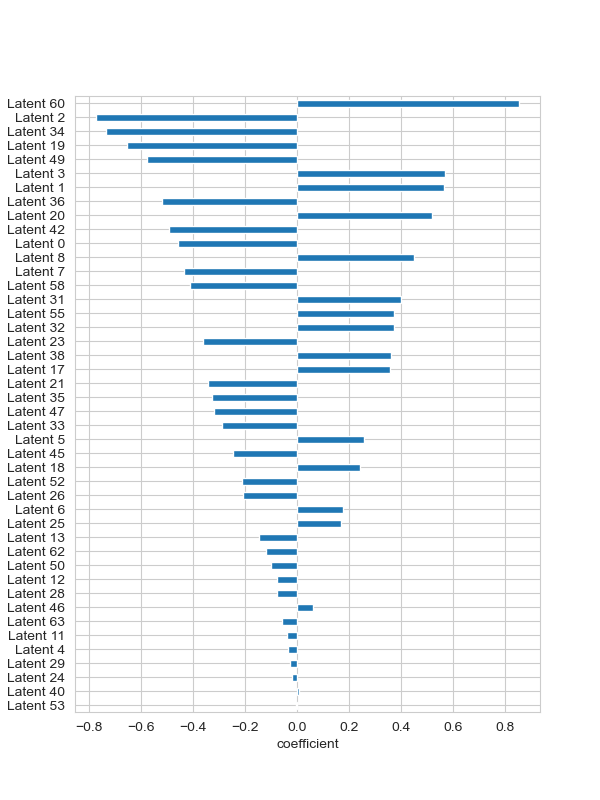 Latent 60
Latent 2
Latent 34
Latent 19
Latent 49
Latent 3
Latent 1
Latent 36
Latent 20
Latent 42
Latent 0
Latent 8
Latent 7
Latent 58
Latent 31
Latent 55
Latent 32
Latent 23
Latent 38
Latent 17
Latent 21
Latent 35
Latent 47
Latent 33
Latent 5
Latent 45
Latent 18
Latent 52
Latent 26
Latent 6
Latent 25
Latent 13
Latent 62
Latent 50
Latent 12
Latent 28
Latent 46
Latent 63
Latent 11
Latent 4
Latent 29
Latent 24
Latent 40
Latent 53
−0.8 −0.6 −0.4 −0.2 0.0 0.2 0.4 0.6 0.8
coefficient